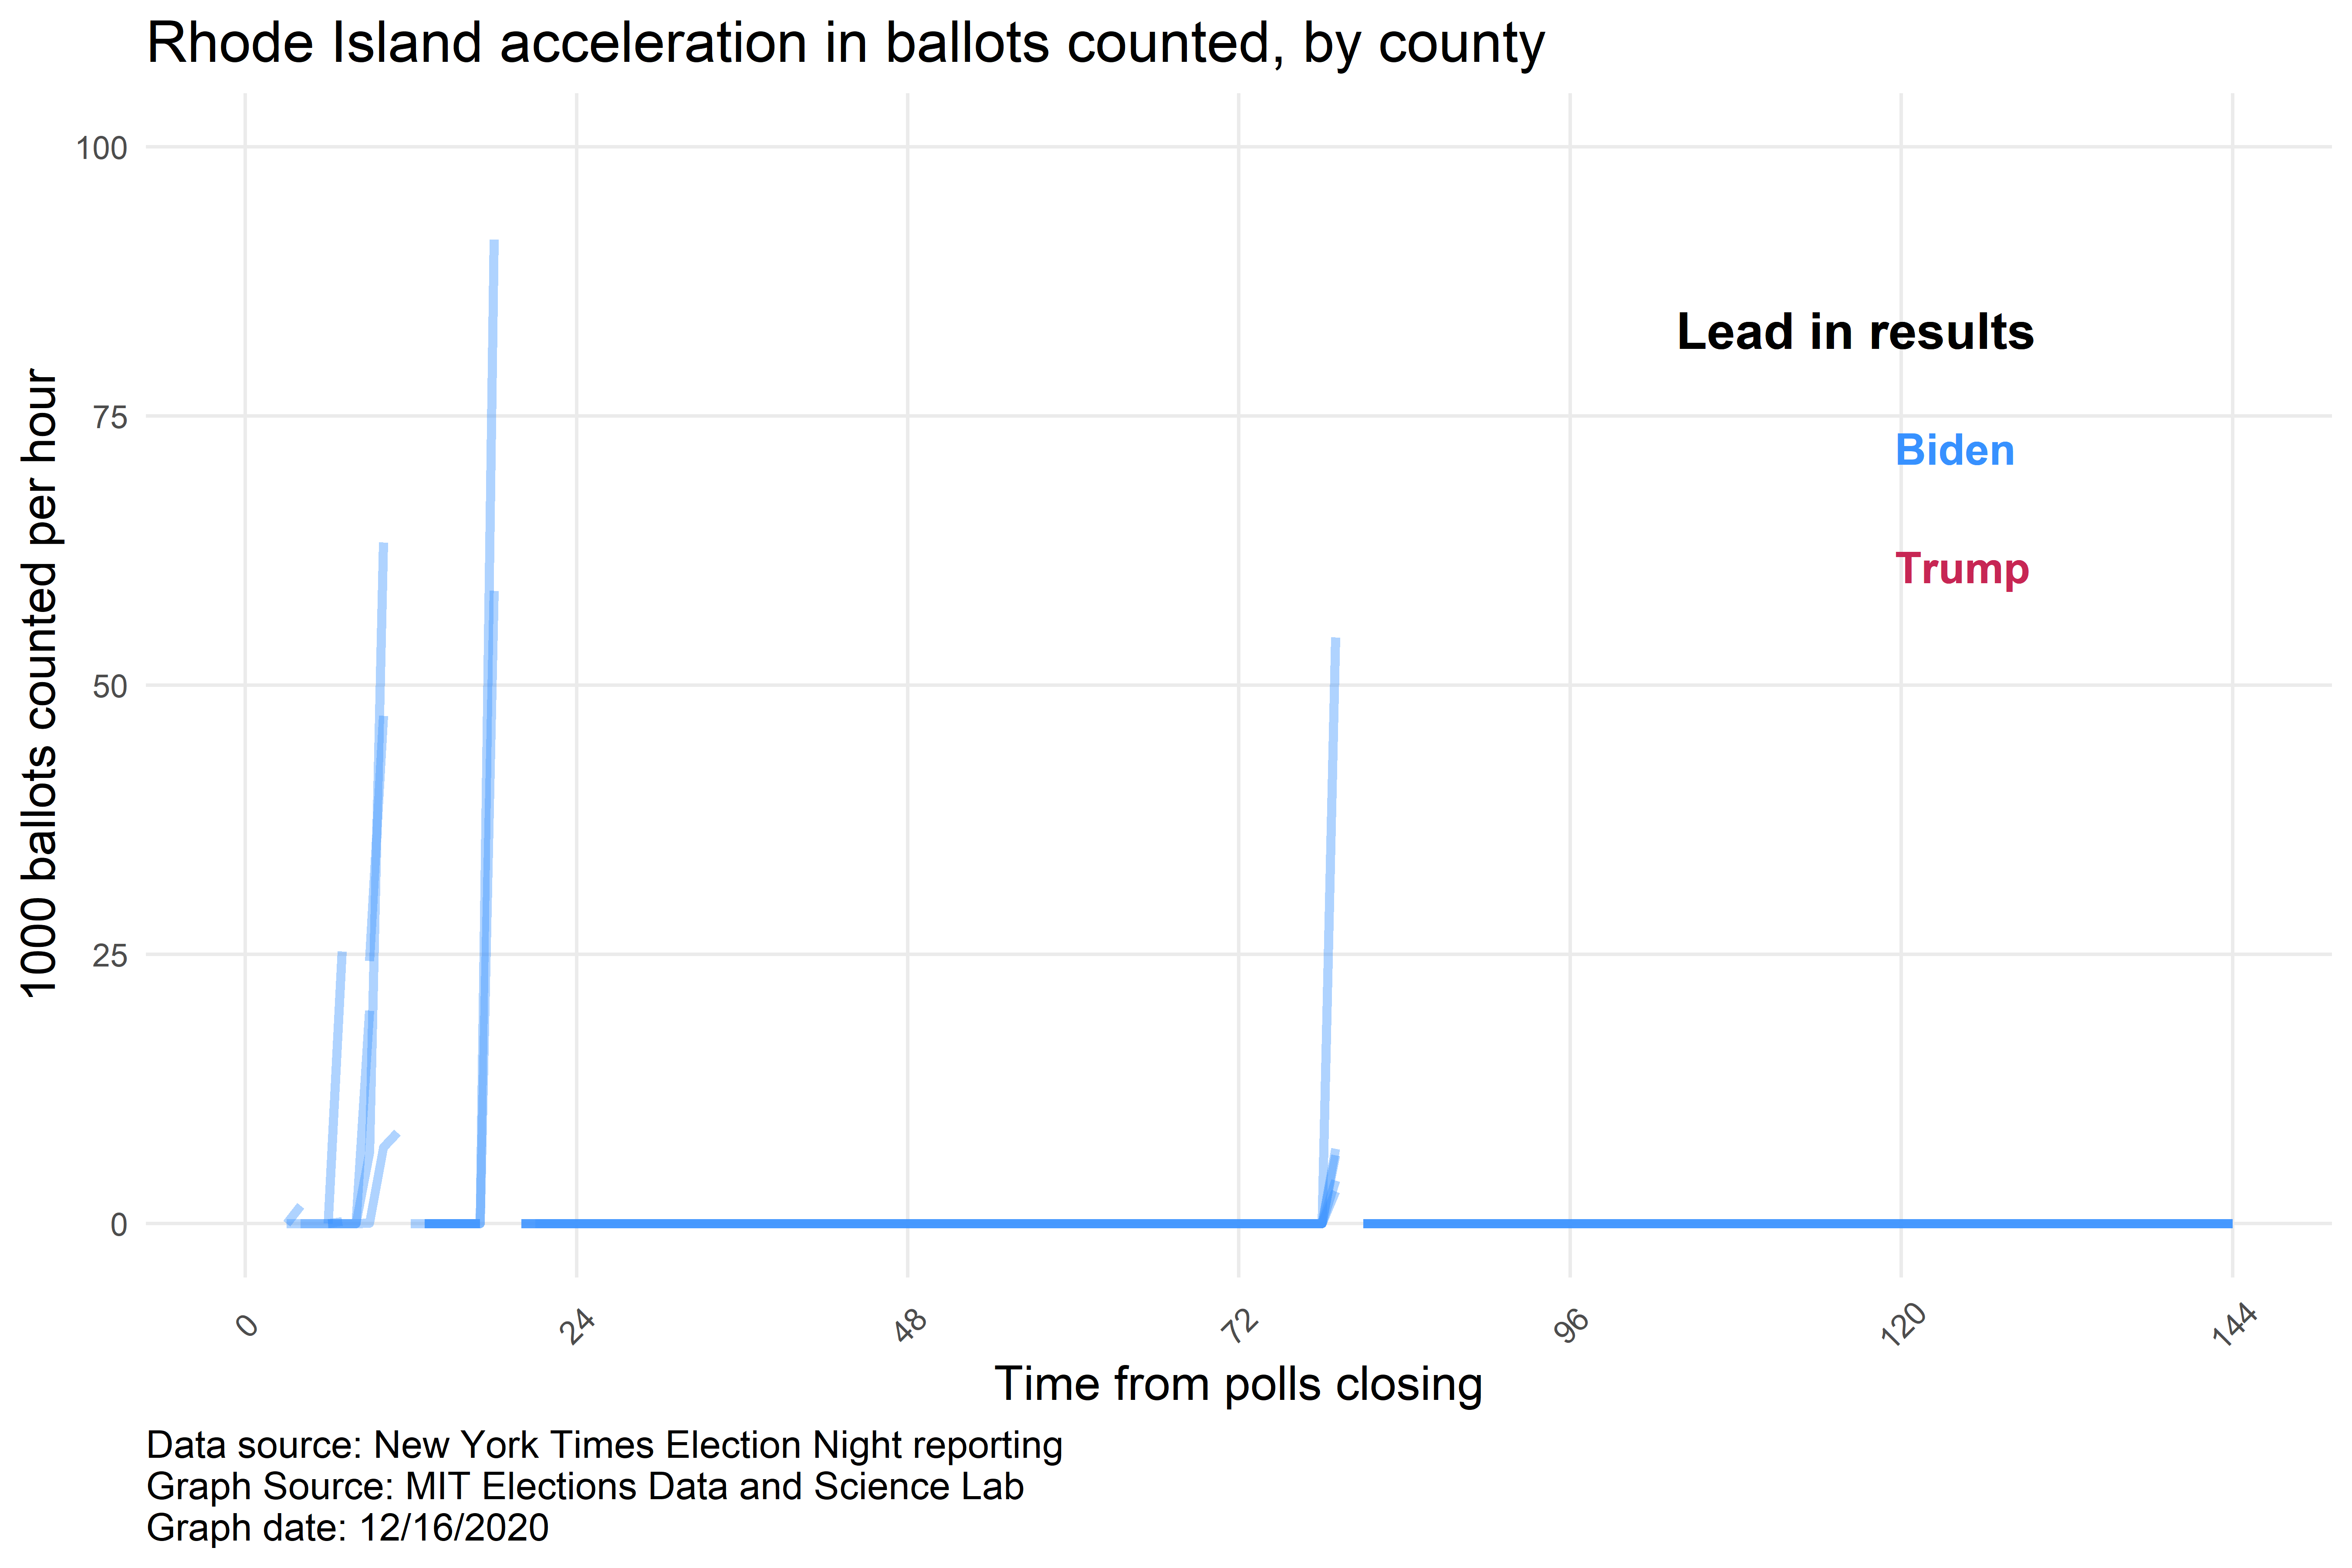 Rhode Island acceleration in ballots counted, by county
1000 ballots counted per hour
100
75
50
25
0
Lead in results
Biden
Trump
0
24
48
72
96
120
144
Time from polls closing
Data source: New York Times Election Night reporting
Graph Source: MIT Elections Data and Science Lab
Graph date: 12/16/2020